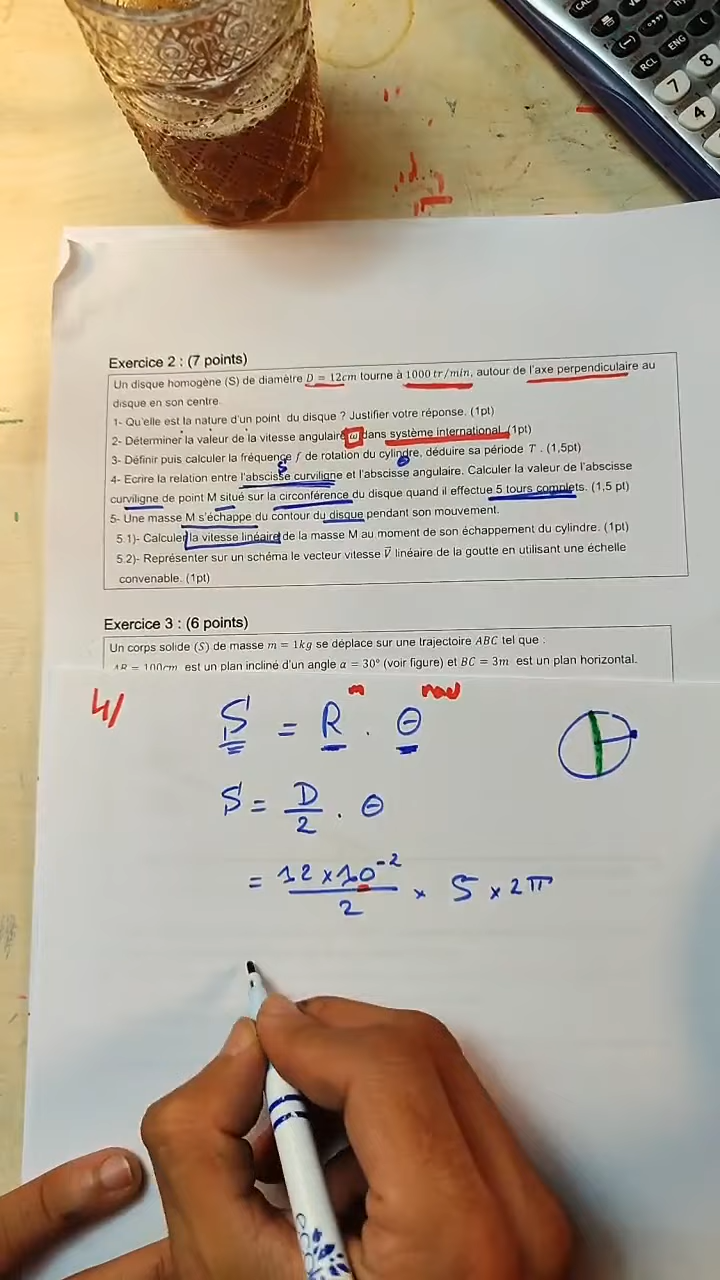 CAL
(—)
°'''
RCL
ENG
(
7
8
4
Exercice 2 : (7 points)
Un disque homogène (S) de diamètre D = 12cm tourne à 1000 tr/min, autour de l'axe perpendiculaire au
disque en son centre.
1- Qu'elle est la nature d'un point du disque ? Justifier votre réponse. (1pt)
2- Déterminer la valeur de la vitesse angulaire ω dans système international (1pt)
3- Définir puis calculer la fréquence f de rotation du cylindre, déduire sa période T . (1,5pt)
S θ
4- Ecrire la relation entre l'abscisse curviligne et l'abscisse angulaire. Calculer la valeur de l'abscisse
curviligne de point M situé sur la circonférence du disque quand il effectue 5 tours complets. (1,5 pt)
5- Une masse M s'échappe du contour du disque pendant son mouvement.
5.1)- Calculer la vitesse linéaire de la masse M au moment de son échappement du cylindre. (1pt)
5.2)- Représenter sur un schéma le vecteur vitesse V⃗ linéaire de la goutte en utilisant une échelle
convenable. (1pt)
Exercice 3 : (6 points)
Un corps solide (S) de masse m = 1kg se déplace sur une trajectoire ABC tel que :
AB = 100cm est un plan incliné d'un angle α = 30° (voir figure) et BC = 3m est un plan horizontal.
m rad
4/ S = R . θ
S = D/2 . θ
= 12 × 10⁻²/2 × 5 × 2π